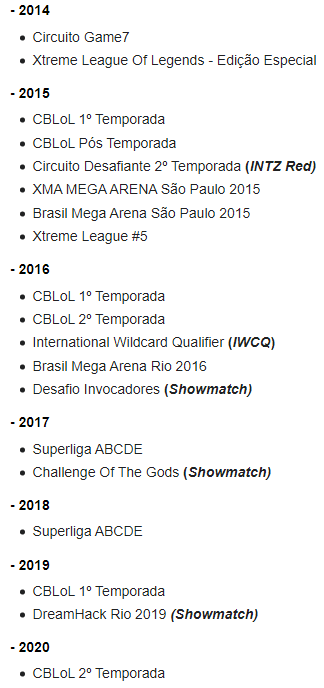 - 2014
Circuito Game7
Xtreme League Of Legends - Edição Especial
- 2015
CBLoL 1º Temporada
CBLoL Pós Temporada
Circuito Desafiante 2º Temporada (INTZ Red)
XMA MEGA ARENA São Paulo 2015
Brasil Mega Arena São Paulo 2015
Xtreme League #5
- 2016
CBLoL 1º Temporada
CBLoL 2º Temporada
International Wildcard Qualifier (IWCQ)
Brasil Mega Arena Rio 2016
Desafio Invocadores (Showmatch)
- 2017
Superliga ABCDE
Challenge Of The Gods (Showmatch)
- 2018
Superliga ABCDE
- 2019
CBLoL 1º Temporada
DreamHack Rio 2019 (Showmatch)
- 2020
CBLoL 2º Temporada